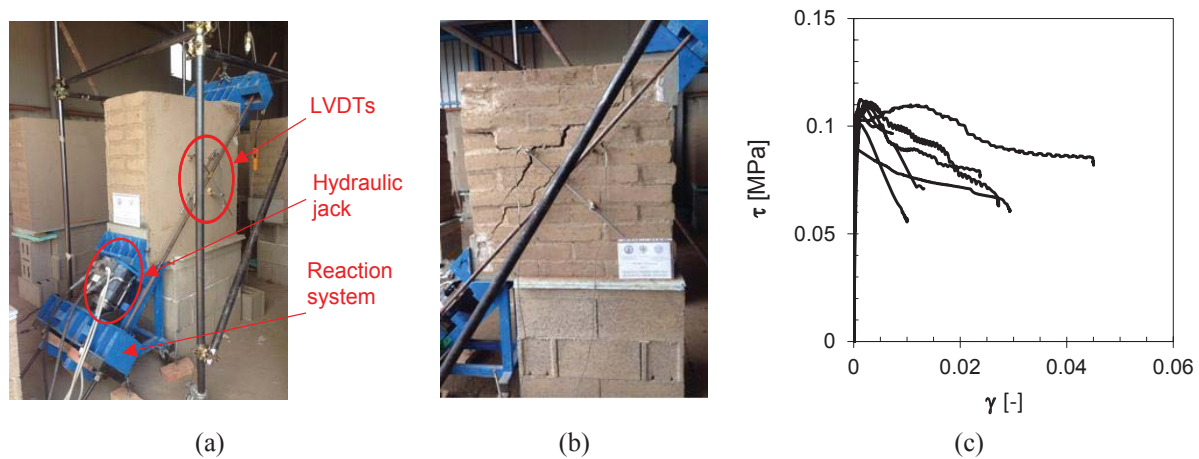 LVDTs
Hydraulic
jack
Reaction
system
(a)
(b)
0.15
0.1
0.05
0
τ [MPa]
0
0.02
0.04
0.06
γ [-]
(c)